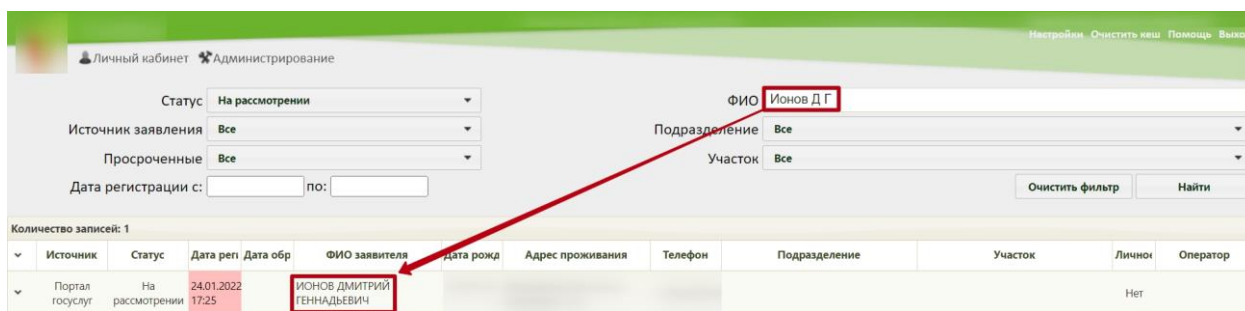 Настройки Очистить кеш Помощь Выхо
Личный кабинет Администрирование
Статус На рассмотрении ФИО Ионов Д Г
Источник заявления Все Подразделение Все
Просроченные Все Участок Все
Дата регистрации с: по: Очистить фильтр Найти
Количество записей: 1
Источник Статус Дата реги Дата обр ФИО заявителя Дата рожд Адрес проживания Телефон Подразделение Участок Личное Оператор
Портал На 24.01.2022 ИОНОВ ДМИТРИЙ Нет
госуслуг рассмотрении 17:25 ГЕННАДЬЕВИЧ